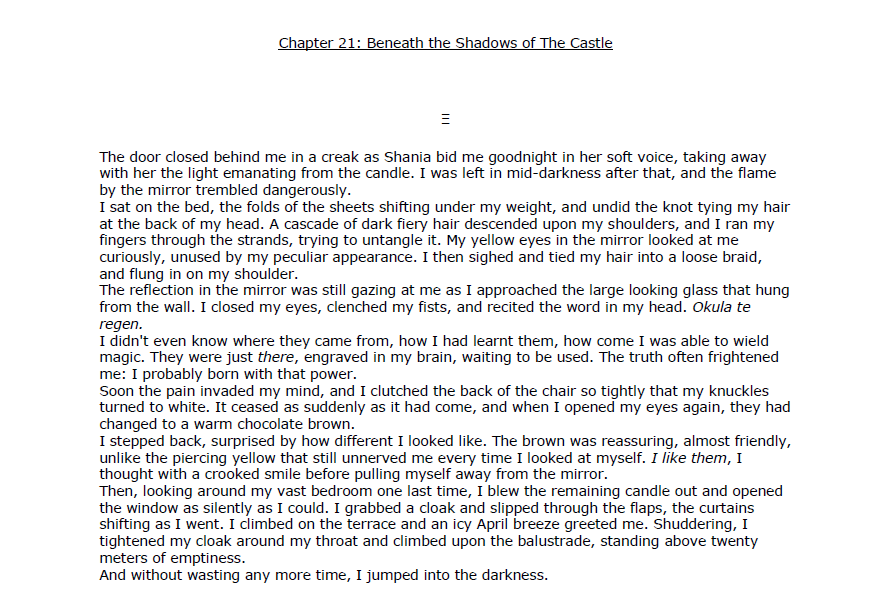 Chapter 21: Beneath the Shadows of The Castle
Ξ
The door closed behind me in a creak as Shania bid me goodnight in her soft voice, taking away
with her the light emanating from the candle. I was left in mid-darkness after that, and the flame
by the mirror trembled dangerously.
I sat on the bed, the folds of the sheets shifting under my weight, and undid the knot tying my hair
at the back of my head. A cascade of dark fiery hair descended upon my shoulders, and I ran my
fingers through the strands, trying to untangle it. My yellow eyes in the mirror looked at me
curiously, unused by my peculiar appearance. I then sighed and tied my hair into a loose braid,
and flung in on my shoulder.
The reflection in the mirror was still gazing at me as I approached the large looking glass that hung
from the wall. I closed my eyes, clenched my fists, and recited the word in my head. Okula te
regen.
I didn't even know where they came from, how I had learnt them, how come I was able to wield
magic. They were just there, engraved in my brain, waiting to be used. The truth often frightened
me: I probably born with that power.
Soon the pain invaded my mind, and I clutched the back of the chair so tightly that my knuckles
turned to white. It ceased as suddenly as it had come, and when I opened my eyes again, they had
changed to a warm chocolate brown.
I stepped back, surprised by how different I looked like. The brown was reassuring, almost friendly,
unlike the piercing yellow that still unnerved me every time I looked at myself. I like them, I
thought with a crooked smile before pulling myself away from the mirror.
Then, looking around my vast bedroom one last time, I blew the remaining candle out and opened
the window as silently as I could. I grabbed a cloak and slipped through the flaps, the curtains
shifting as I went. I climbed on the terrace and an icy April breeze greeted me. Shuddering, I
tightened my cloak around my throat and climbed upon the balustrade, standing above twenty
meters of emptiness.
And without wasting any more time, I jumped into the darkness.